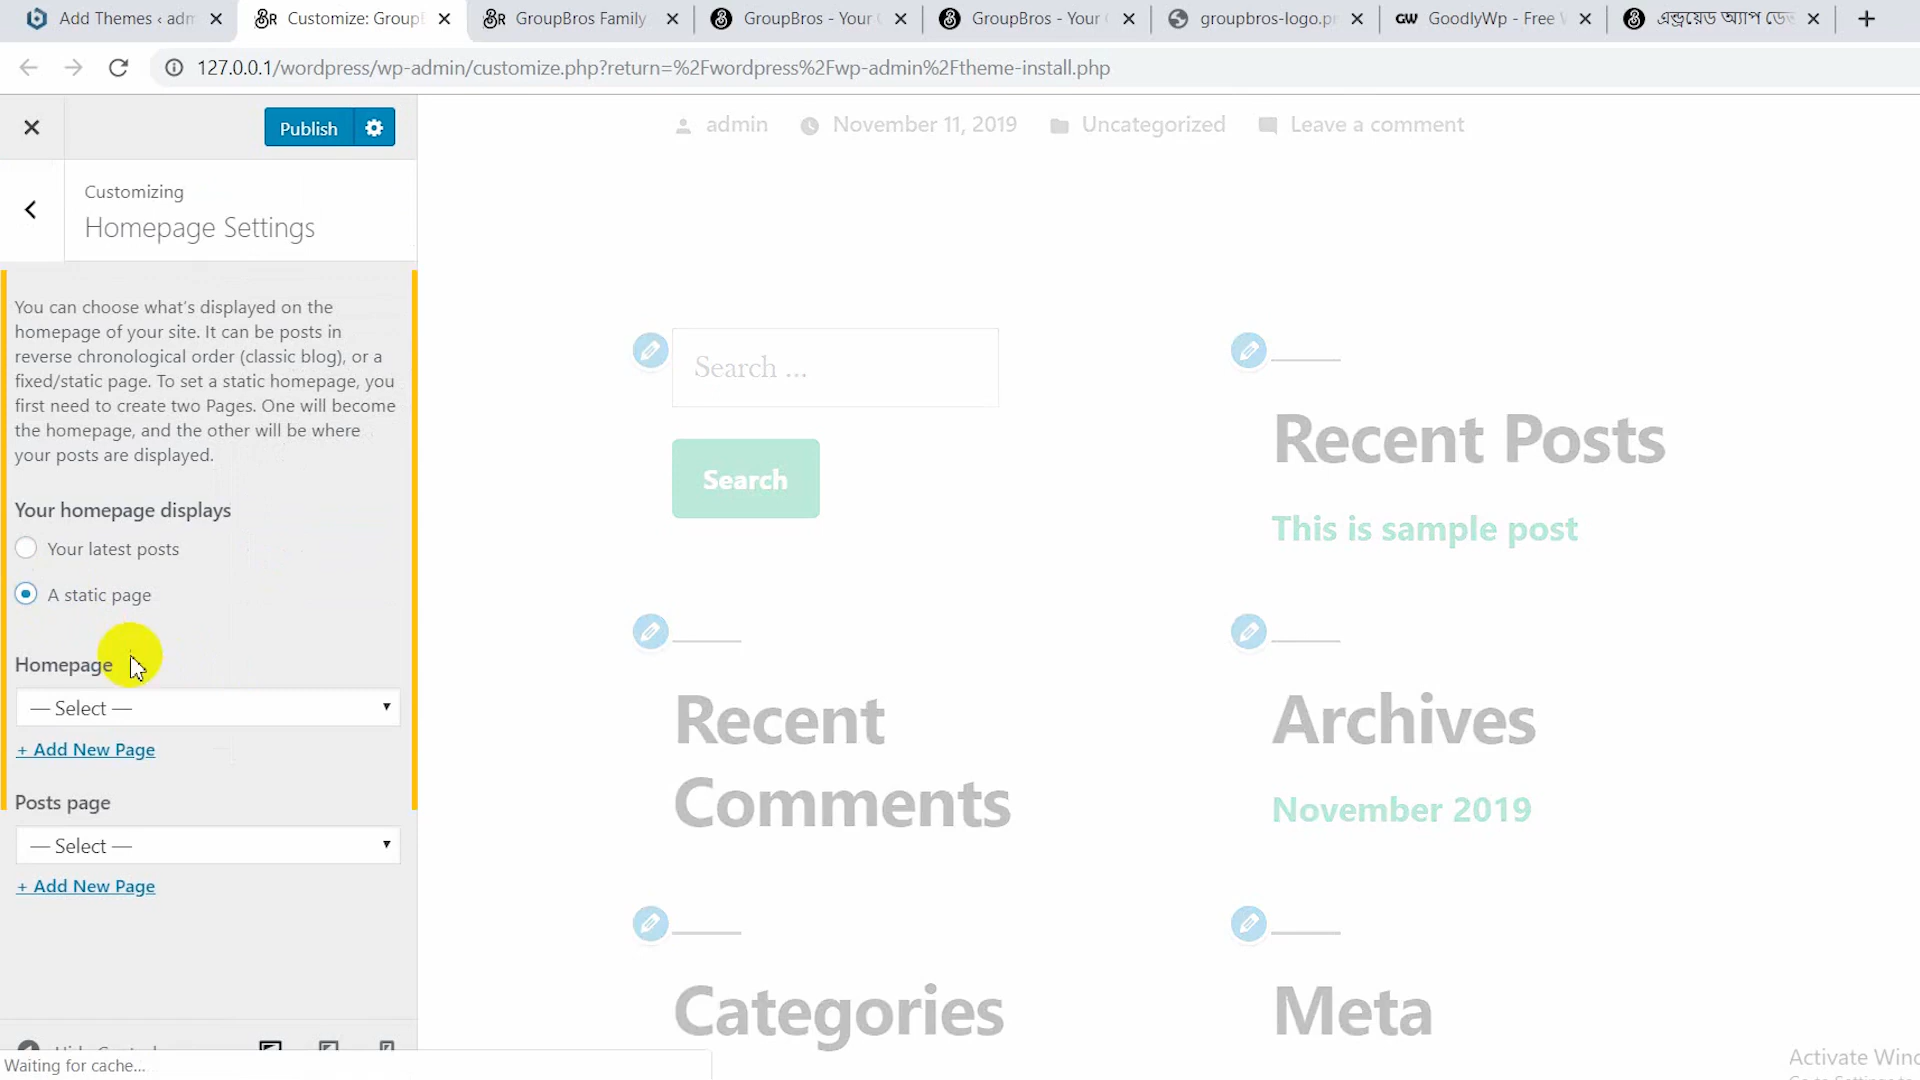 Add Themes ‹ adm
Customize: GroupB
GroupBros Family
GroupBros - Your
GroupBros - Your
groupbros-logo.pr
GW GoodlyWp - Free
এন্ড্রয়েড অ্যাপ ডেভ
127.0.0.1/wordpress/wp-admin/customize.php?return=%2Fwordpress%2Fwp-admin%2Ftheme-install.php
Publish
Customizing
Homepage Settings
You can choose what's displayed on the
homepage of your site. It can be posts in
reverse chronological order (classic blog), or a
fixed/static page. To set a static homepage, you
first need to create two Pages. One will become
the homepage, and the other will be where
your posts are displayed.
Your homepage displays
Your latest posts
A static page
Homepage
— Select —
+ Add New Page
Posts page
— Select —
+ Add New Page
Waiting for cache...
admin November 11, 2019 Uncategorized Leave a comment
Search ...
Search
Recent Posts
This is sample post
Recent
Comments
Archives
November 2019
Categories
Meta
Activate Wind